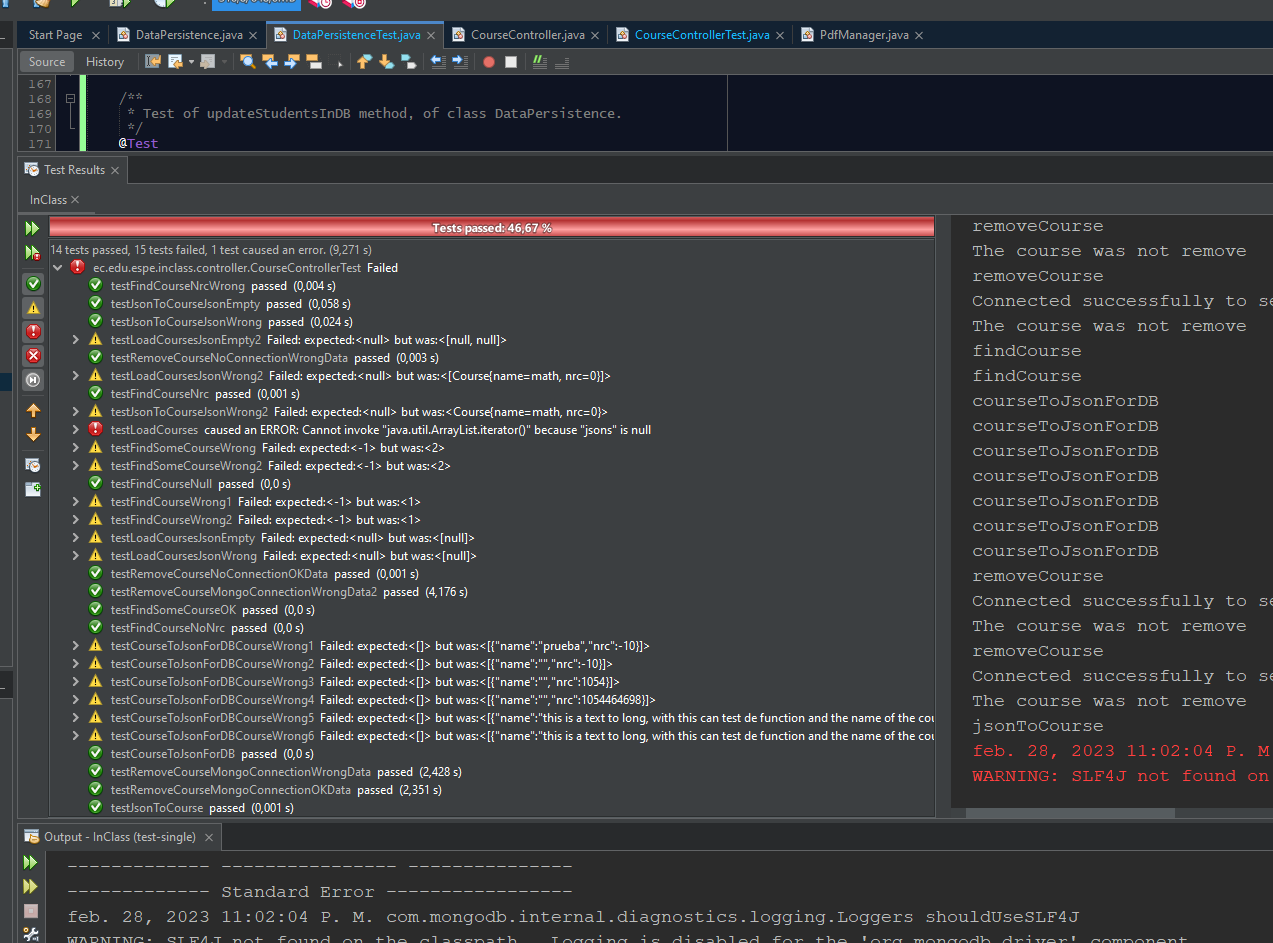 Start Page
DataPersistence.java
DataPersistenceTest.java
CourseController.java
CourseControllerTest.java
PdfManager.java
Source
History
167
168 /**
169 * Test of updateStudentsInDB method, of class DataPersistence.
170 */
171 @Test
Test Results
InClass
Tests passed: 46,67 %
14 tests passed, 15 tests failed, 1 test caused an error. (9,271 s)
ec.edu.espe.inclass.controller.CourseControllerTest Failed
testFindCourseNrcWrong passed (0,004 s)
testJsonToCourseJsonEmpty passed (0,058 s)
testJsonToCourseJsonWrong passed (0,024 s)
testLoadCoursesJsonEmpty2 Failed: expected:<null> but was:<[null, null]>
testRemoveCourseNoConnectionWrongData passed (0,003 s)
testLoadCoursesJsonWrong2 Failed: expected:<null> but was:<[Course{name=math, nrc=0}]>
testFindCourseNrc passed (0,001 s)
testJsonToCourseJsonWrong2 Failed: expected:<null> but was:<Course{name=math, nrc=0}>
testLoadCourses caused an ERROR: Cannot invoke "java.util.ArrayList.iterator()" because "jsons" is null
testFindSomeCourseWrong Failed: expected:<-1> but was:<2>
testFindSomeCourseWrong2 Failed: expected:<-1> but was:<2>
testFindCourseNull passed (0,0 s)
testFindCourseWrong1 Failed: expected:<-1> but was:<1>
testFindCourseWrong2 Failed: expected:<-1> but was:<1>
testLoadCoursesJsonEmpty Failed: expected:<null> but was:<[null]>
testLoadCoursesJsonWrong Failed: expected:<null> but was:<[null]>
testRemoveCourseNoConnectionOKData passed (0,001 s)
testRemoveCourseMongoConnectionWrongData2 passed (4,176 s)
testFindSomeCourseOK passed (0,0 s)
testFindCourseNoNrc passed (0,0 s)
testCourseToJsonForDBCourseWrong1 Failed: expected:<[]> but was:<[{"name":"prueba","nrc":-10}]>
testCourseToJsonForDBCourseWrong2 Failed: expected:<[]> but was:<[{"name":"","nrc":-10}]>
testCourseToJsonForDBCourseWrong3 Failed: expected:<[]> but was:<[{"name":"","nrc":1054}]>
testCourseToJsonForDBCourseWrong4 Failed: expected:<[]> but was:<[{"name":"","nrc":1054464698}]>
testCourseToJsonForDBCourseWrong5 Failed: expected:<[]> but was:<[{"name":"this is a text to long, with this can test de function and the name of the cou
testCourseToJsonForDBCourseWrong6 Failed: expected:<[]> but was:<[{"name":"this is a text to long, with this can test de function and the name of the cou
testCourseToJsonForDB passed (0,0 s)
testRemoveCourseMongoConnectionWrongData passed (2,428 s)
testRemoveCourseMongoConnectionOKData passed (2,351 s)
testJsonToCourse passed (0,001 s)
removeCourse
The course was not remove
removeCourse
Connected successfully to se
The course was not remove
findCourse
findCourse
courseToJsonForDB
courseToJsonForDB
courseToJsonForDB
courseToJsonForDB
courseToJsonForDB
courseToJsonForDB
courseToJsonForDB
removeCourse
Connected successfully to se
The course was not remove
removeCourse
Connected successfully to se
The course was not remove
jsonToCourse
feb. 28, 2023 11:02:04 P. M
WARNING: SLF4J not found on
Output - InClass (test-single)
------------- ---------------- ---------------
------------- Standard Error -----------------
feb. 28, 2023 11:02:04 P. M. com.mongodb.internal.diagnostics.logging.Loggers shouldUseSLF4J
WARNING: SLF4J not found on the classpath. Logging is disabled for the 'org.mongodb.driver' component